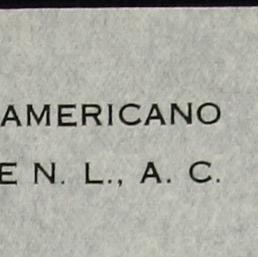 AMERICANO
E N. L., A. C.